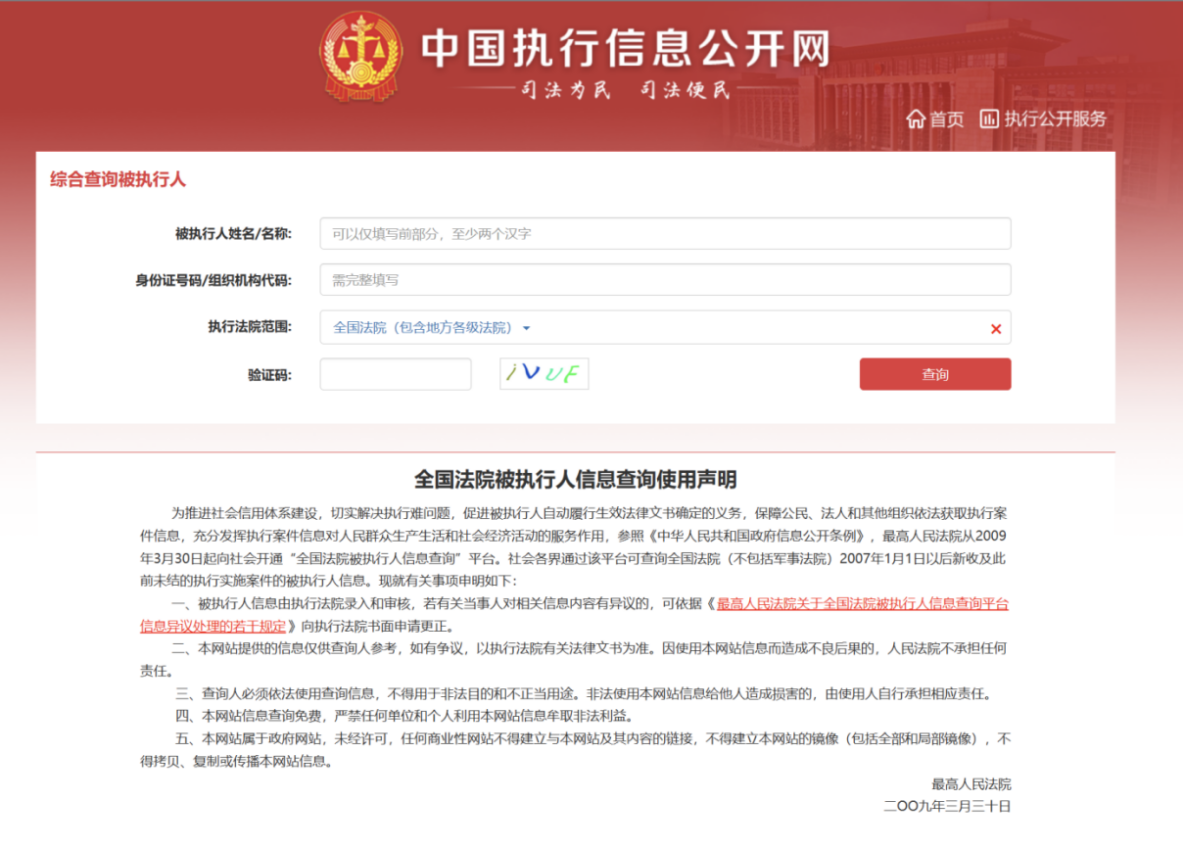 中国执行信息公开网
司法为民 司法便民
首页 执行公开服务
综合查询被执行人
被执行人姓名/名称: 可以仅填写前部分，至少两个汉字
身份证号码/组织机构代码: 需完整填写
执行法院范围: 全国法院（包含地方各级法院）
验证码: iVUF 查询
全国法院被执行人信息查询使用声明
为推进社会信用体系建设，切实解决执行难问题，促进被执行人自动履行生效法律文书确定的义务，保障公民、法人和其他组织依法获取执行案
件信息，充分发挥执行案件信息对人民群众生产生活和社会经济活动的服务作用，参照《中华人民共和国政府信息公开条例》，最高人民法院从2009
年3月30日起向社会开通“全国法院被执行人信息查询”平台。社会各界通过该平台可查询全国法院（不包括军事法院）2007年1月1日以后新收及此
前未结的执行实施案件的被执行人信息。现就有关事项申明如下：
一、被执行人信息由执行法院录入和审核，若有关当事人对相关信息内容有异议的，可依据《最高人民法院关于全国法院被执行人信息查询平台
信息异议处理的若干规定》向执行法院书面申请更正。
二、本网站提供的信息仅供查询人参考，如有争议，以执行法院有关法律文书为准。因使用本网站信息而造成不良后果的，人民法院不承担任何
责任。
三、查询人必须依法使用查询信息，不得用于非法目的和不正当用途。非法使用本网站信息给他人造成损害的，由使用人自行承担相应责任。
四、本网站信息查询免费，严禁任何单位和个人利用本网站信息牟取非法利益。
五、本网站属于政府网站，未经许可，任何商业性网站不得建立与本网站及其内容的链接，不得建立本网站的镜像（包括全部和局部镜像），不
得拷贝、复制或传播本网站信息。
最高人民法院
二〇〇九年三月三十日